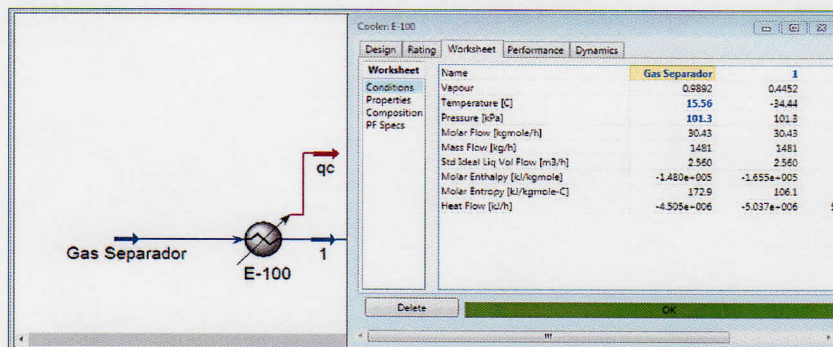 Cooler: E-100
Design Rating Worksheet Performance Dynamics
Worksheet
Conditions
Properties
Composition
PF Specs
Name Gas Separador 1
Vapour 0.9892 0.4452
Temperature [C] 15.56 -34.44
Pressure [kPa] 101.3 101.3
Molar Flow [kgmole/h] 30.43 30.43
Mass Flow [kg/h] 1481 1481
Std Ideal Liq Vol Flow [m3/h] 2.560 2.560
Molar Enthalpy [kJ/kgmole] -1.480e+005 -1.655e+005
Molar Entropy [kJ/kgmole-C] 172.9 106.1
Heat Flow [kJ/h] -4.505e+006 -5.037e+006
qc
Gas Separador
E-100
1
Delete
OK